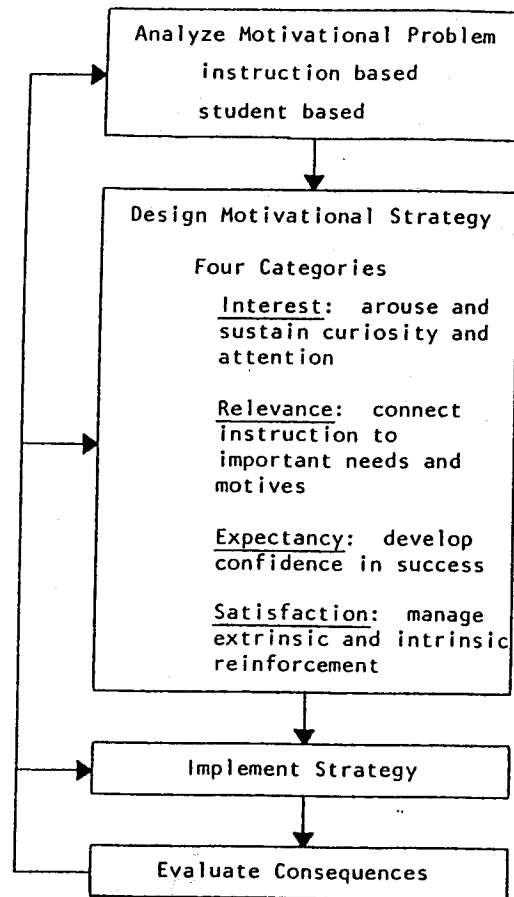 Analyze Motivational Problem
instruction based
student based
Design Motivational Strategy
Four Categories
Interest: arouse and
sustain curiosity and
attention
Relevance: connect
instruction to
important needs and
motives
Expectancy: develop
confidence in success
Satisfaction: manage
extrinsic and intrinsic
reinforcement
Implement Strategy
Evaluate Consequences